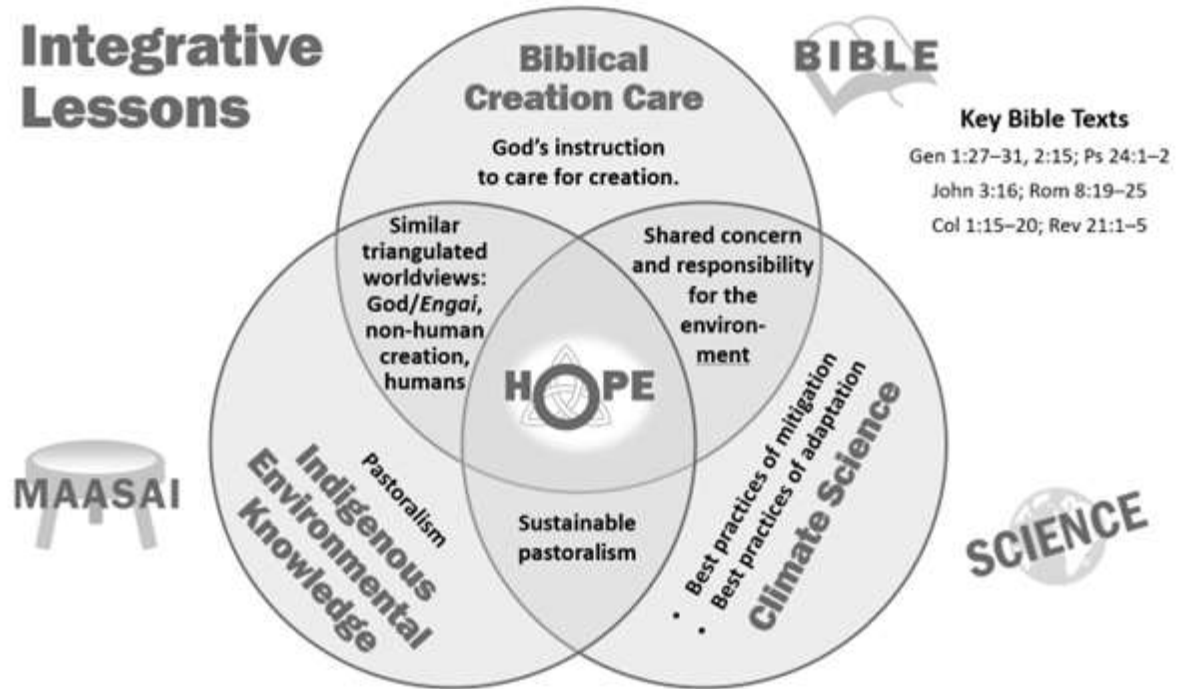 Integrative
Lessons
Biblical
Creation Care
God's instruction
to care for creation.
BIBLE
Key Bible Texts
Gen 1:27–31, 2:15; Ps 24:1–2
John 3:16; Rom 8:19–25
Col 1:15–20; Rev 21:1–5
Similar
triangulated
worldviews:
God/Engai,
non-human
creation,
humans
Shared concern
and responsibility
for the
environ-
ment
HOPE
MAASAI
Pastoralism
Indigenous
Environmental
Knowledge
Sustainable
pastoralism
• Best practices of mitigation
• Best practices of adaptation
Climate Science
SCIENCE